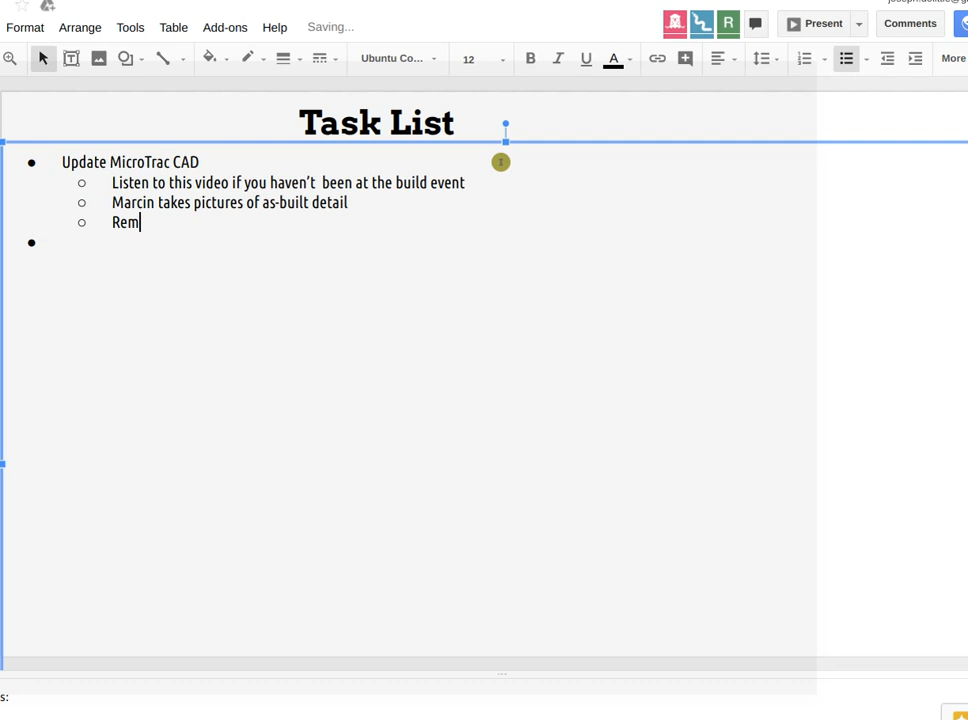 Format Arrange Tools Table Add-ons Help Saving... R Present Comments
Ubuntu Co... 12 B I U A More
Task List
● Update MicroTrac CAD
○ Listen to this video if you haven't been at the build event
○ Marcin takes pictures of as-built detail
○ Rem
●
s: